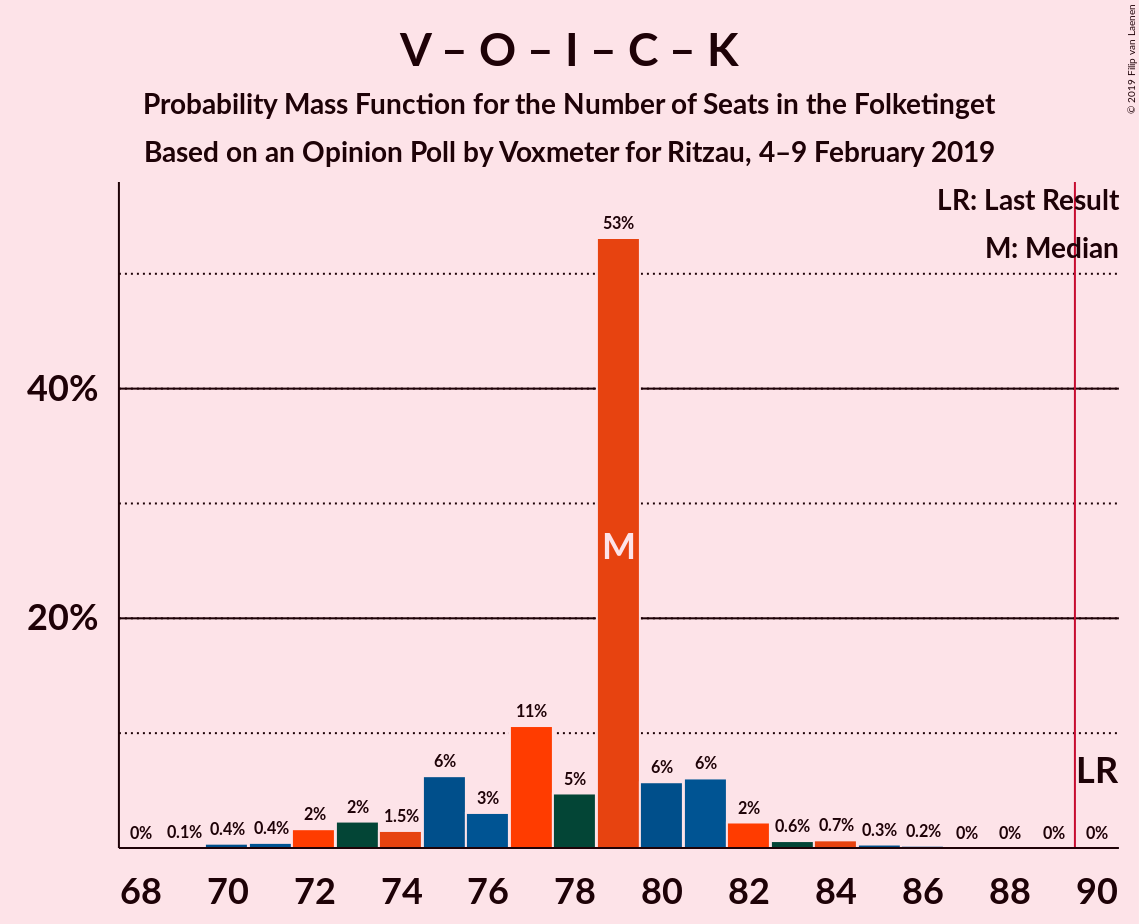 V – O – I – C – K
Probability Mass Function for the Number of Seats in the Folketinget
Based on an Opinion Poll by Voxmeter for Ritzau, 4–9 February 2019
© 2019 Filip van Laenen
LR: Last Result
M: Median
53%
40%
M
20%
11%
LR
6% 3% 5% 6% 6%
0% 0.1% 0.4% 0.4% 2% 2% 1.5% 2% 0.6% 0.7% 0.3% 0.2% 0% 0% 0% 0%
68 70 72 74 76 78 80 82 84 86 88 90